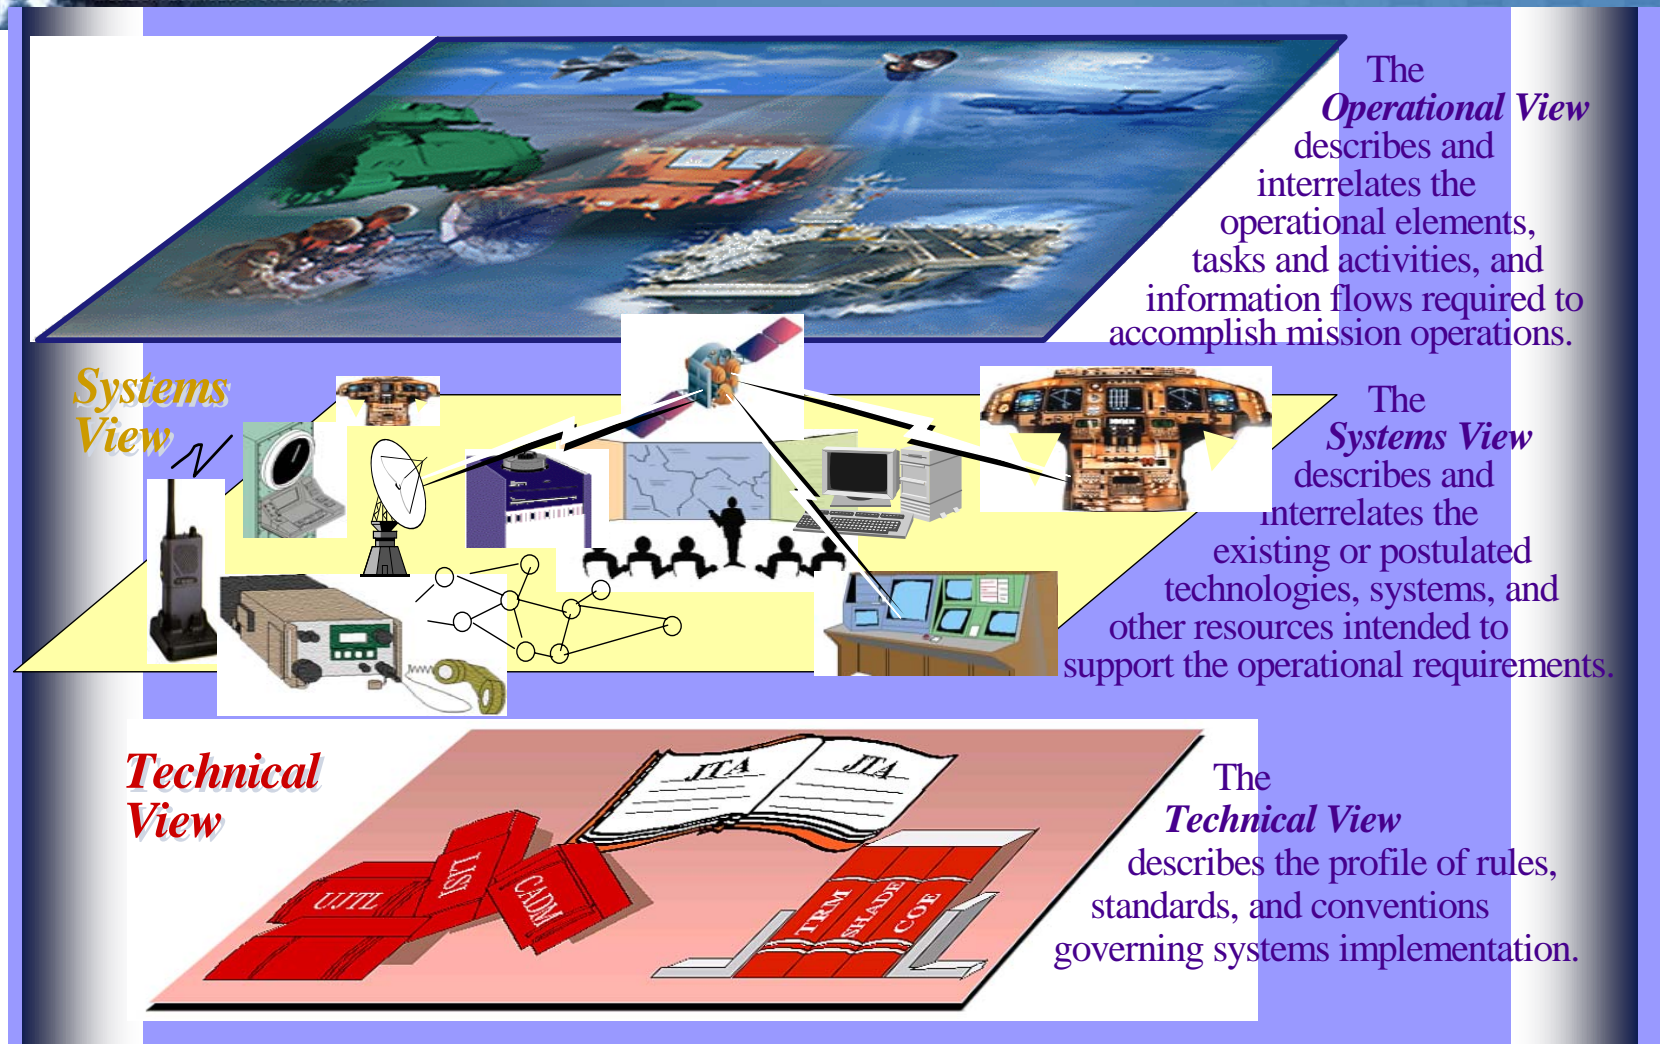 The
Operational View
describes and
interrelates the
operational elements,
tasks and activities, and
information flows required to
accomplish mission operations.
Systems
View
The
Systems View
describes and
interrelates the
existing or postulated
technologies, systems, and
other resources intended to
support the operational requirements.
Technical
View
JTA
JTA
UJTL
LISI
CADM
TRM
SHADE
COE
The
Technical View
describes the profile of rules,
standards, and conventions
governing systems implementation.